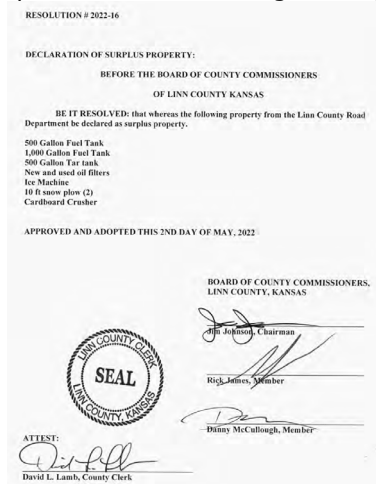 RESOLUTION # 2022-16
DECLARATION OF SURPLUS PROPERTY:
BEFORE THE BOARD OF COUNTY COMMISSIONERS
OF LINN COUNTY KANSAS
BE IT RESOLVED: that whereas the following property from the Linn County Road
Department be declared as surplus property.
500 Gallon Fuel Tank
1,000 Gallon Fuel Tank
500 Gallon Tar tank
New and used oil filters
Ice Machine
10 ft snow plow (2)
Cardboard Crusher
APPROVED AND ADOPTED THIS 2ND DAY OF MAY, 2022
BOARD OF COUNTY COMMISSIONERS,
LINN COUNTY, KANSAS
Jim Johnson, Chairman
LINN COUNTY CLERK
SEAL
LINN COUNTY, KANSAS
Rick James, Member
Danny McCullough, Member
ATTEST:
David L. Lamb, County Clerk